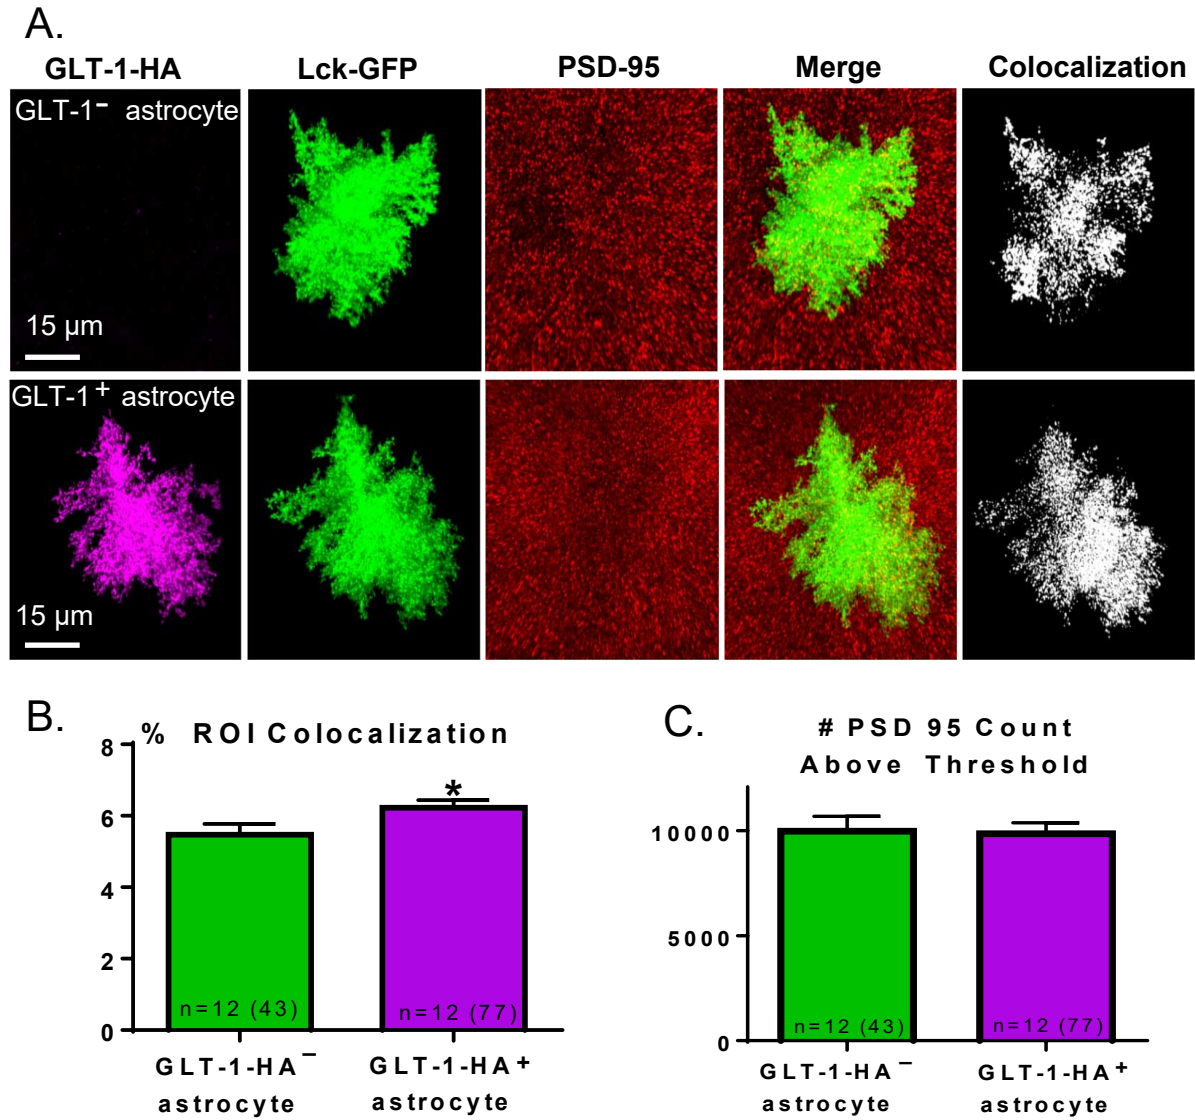 A.
GLT-1-HA Lck-GFP PSD-95 Merge Colocalization
GLT-1⁻ astrocyte
15 µm
GLT-1⁺ astrocyte
15 µm
B.
% ROI Colocalization
8
6
4
2
0
*
n=12 (43) n=12 (77)
GLT-1-HA⁻ GLT-1-HA⁺
astrocyte astrocyte
C.
# PSD 95 Count
Above Threshold
10000
5000
0
n=12 (43) n=12 (77)
GLT-1-HA⁻ GLT-1-HA⁺
astrocyte astrocyte